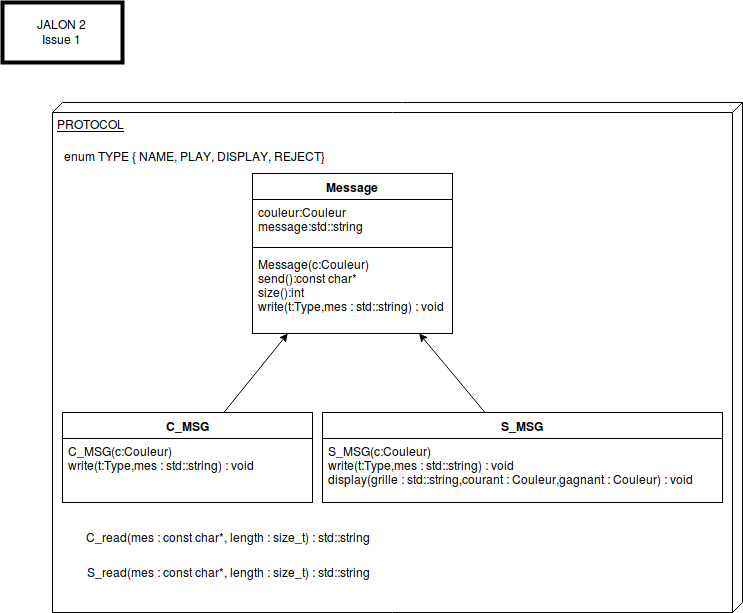 JALON 2
Issue 1
PROTOCOL
enum TYPE { NAME, PLAY, DISPLAY, REJECT}
Message
couleur:Couleur
message:std::string
Message(c:Couleur)
send():const char*
size():int
write(t:Type,mes : std::string) : void
C_MSG
C_MSG(c:Couleur)
write(t:Type,mes : std::string) : void
S_MSG
S_MSG(c:Couleur)
write(t:Type,mes : std::string) : void
display(grille : std::string,courant : Couleur,gagnant : Couleur) : void
C_read(mes : const char*, length : size_t) : std::string
S_read(mes : const char*, length : size_t) : std::string